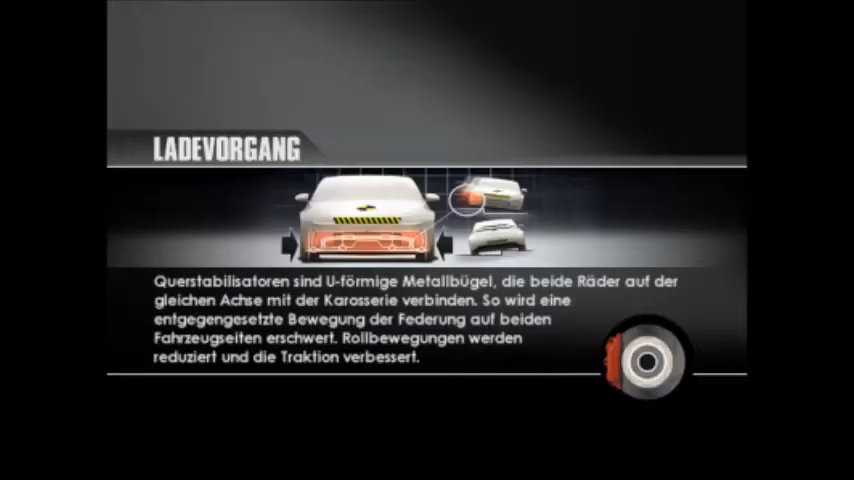 LADEVORGANG
Querstabilisatoren sind U-förmige Metallbügel, die beide Räder auf der
gleichen Achse mit der Karosserie verbinden. So wird eine
entgegengesetzte Bewegung der Federung auf beiden
Fahrzeugseiten erschwert. Rollbewegungen werden
reduziert und die Traktion verbessert.